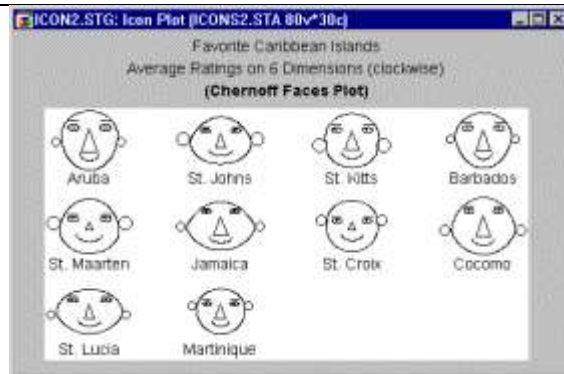 ICON2.STG: Icon Plot (ICONS2.STA 80v*30c)
Favorite Caribbean Islands
Average Ratings on 6 Dimensions (clockwise)
(Chernoff Faces Plot)
Aruba St. Johns St. Kitts Barbados
St. Maarten Jamaica St. Croix Cocomo
St. Lucia Martinique